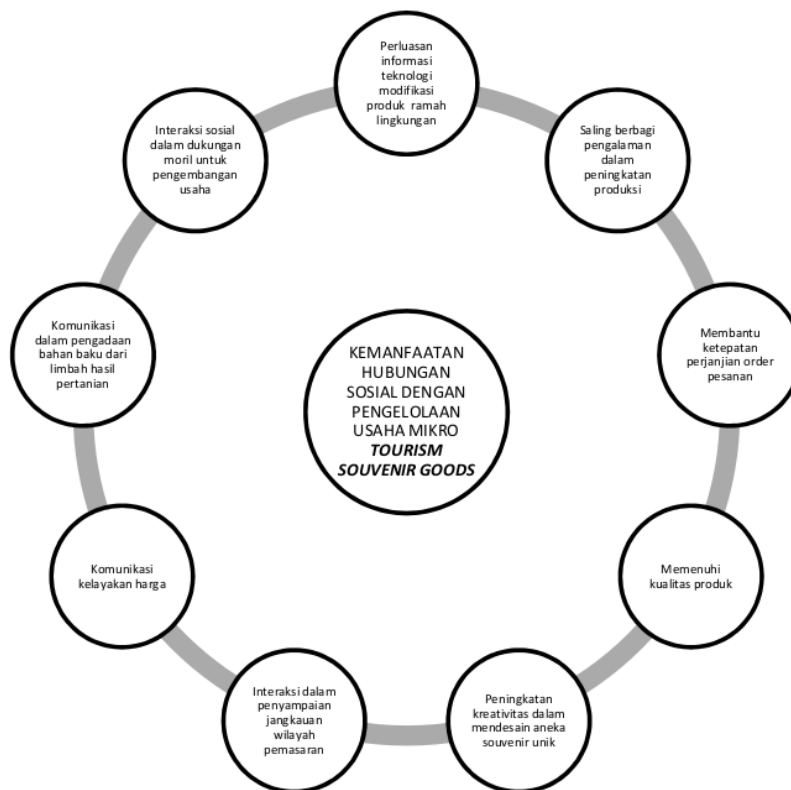 Perluasan
informasi
teknologi
modifikasi
produk ramah
lingkungan
Saling berbagi
pengalaman
dalam
peningkatan
produksi
Membantu
ketepatan
perjanjian order
pesanan
Memenuhi
kualitas produk
Peningkatan
kreativitas dalam
mendesain aneka
souvenir unik
Interaksi dalam
penyampaian
jangkauan
wilayah
pemasaran
Komunikasi
kelayakan harga
Komunikasi
dalam pengadaan
bahan baku dari
limbah hasil
pertanian
Interaksi sosial
dalam dukungan
moril untuk
pengembangan
usaha
KEMANFAATAN
HUBUNGAN
SOSIAL DENGAN
PENGELOLAAN
USAHA MIKRO
TOURISM
SOUVENIR GOODS